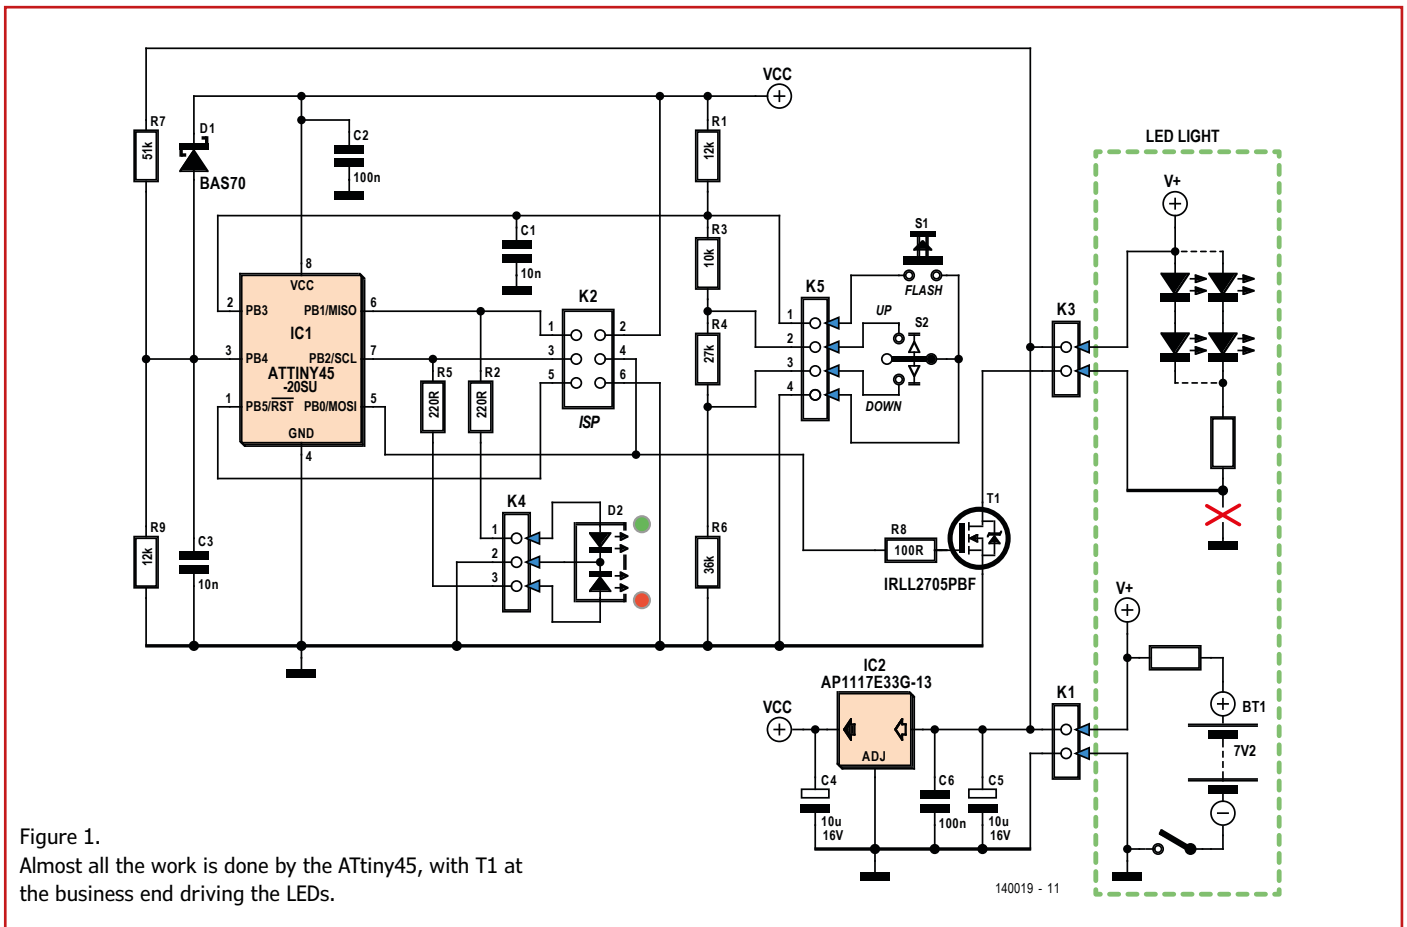 VCC
R7
51k
D1
BAS70
C2
100n
R1
12k
LED LIGHT
V+
C1
10n
R3
10k
S1
FLASH
K5
1
2
3
4
UP
S2
DOWN
K3
8
VCC
2
PB3
PB1/MISO
6
IC1
3
PB4
PB2/SCL
7
ATTINY45
-20SU
1
PB5/RST
PB0/MOSI
5
GND
4
K2
1
2
3
4
5
6
ISP
R4
27k
R5
220R
R2
220R
R9
12k
C3
10n
K4
1
2
3
D2
R6
36k
R8
100R
T1
IRLL2705PBF
V+
IC2
AP1117E33G-13
VCC
ADJ
K1
BT1
7V2
C4
10u
16V
C6
100n
C5
10u
16V
140019 - 11
Figure 1.
Almost all the work is done by the ATtiny45, with T1 at
the business end driving the LEDs.